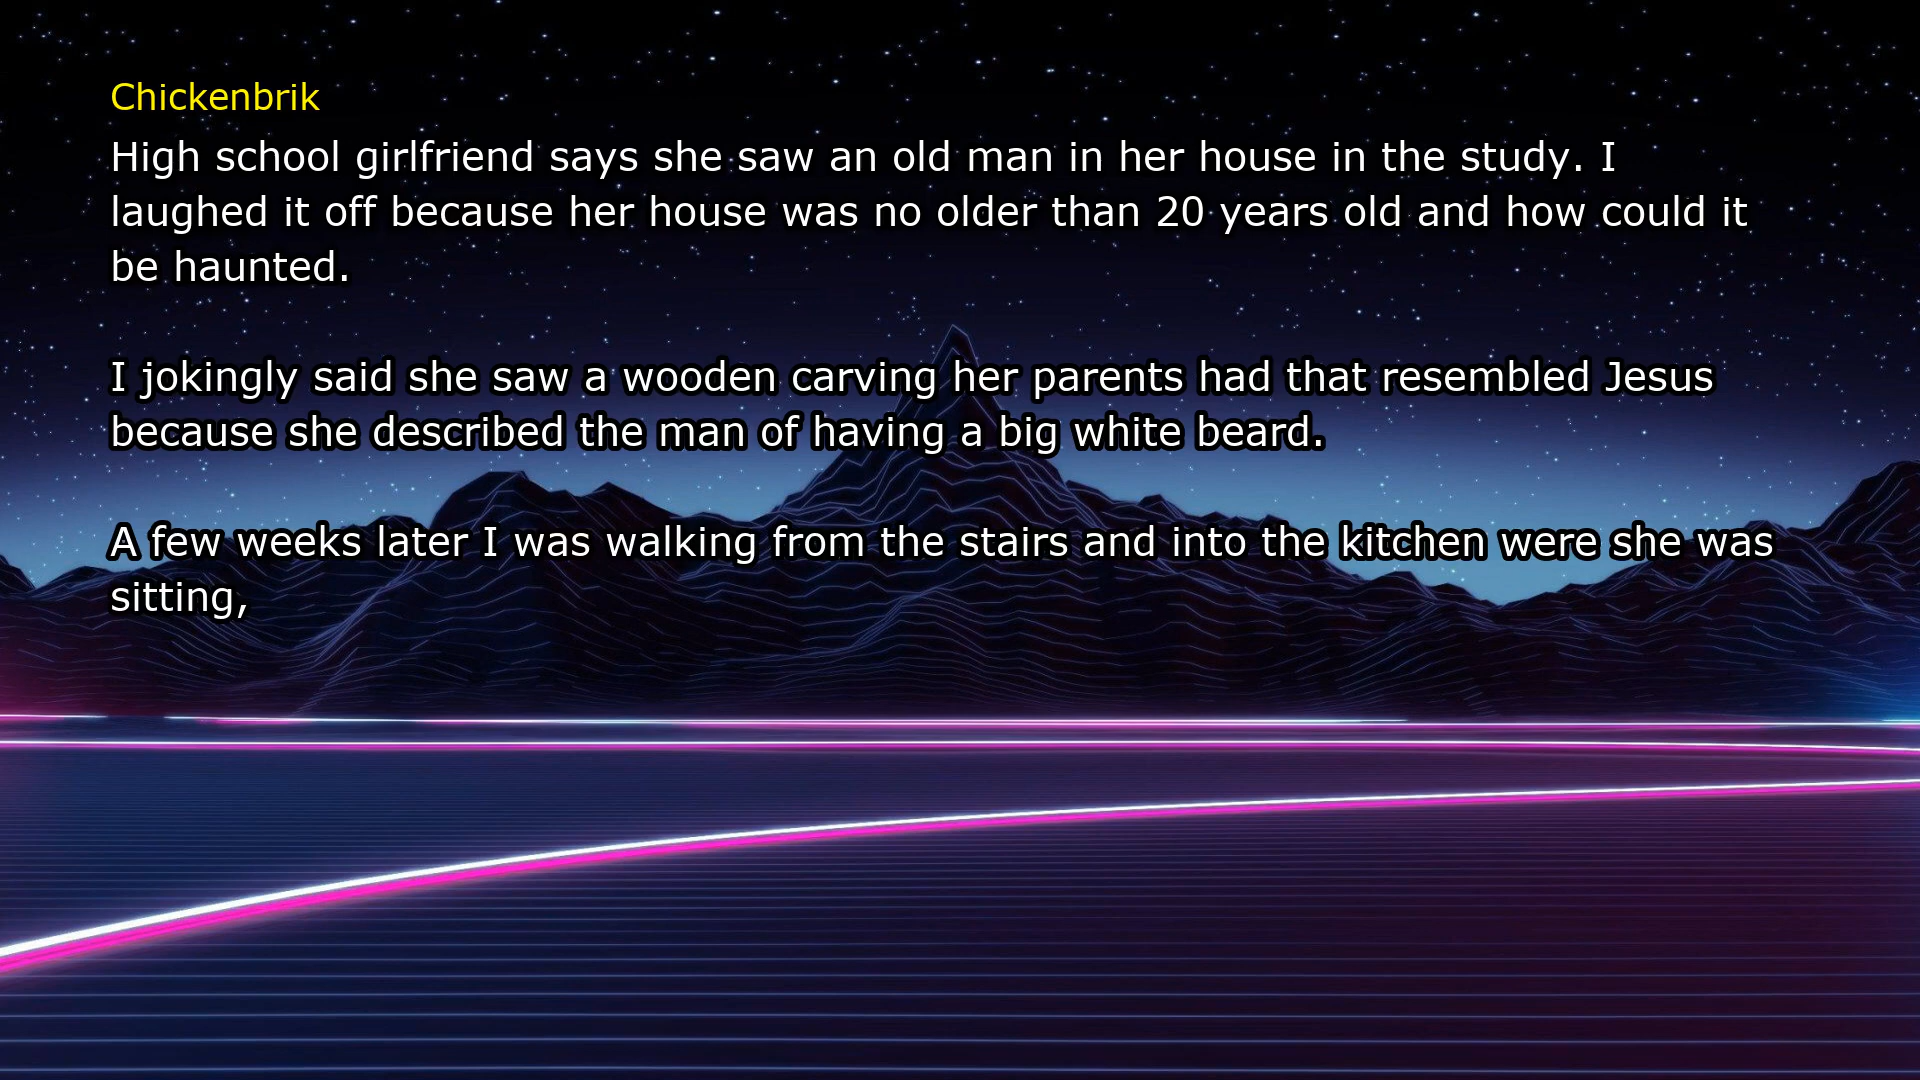 Chickenbrik
High school girlfriend says she saw an old man in her house in the study. I
laughed it off because her house was no older than 20 years old and how could it
be haunted.
I jokingly said she saw a wooden carving her parents had that resembled Jesus
because she described the man of having a big white beard.
A few weeks later I was walking from the stairs and into the kitchen were she was
sitting,